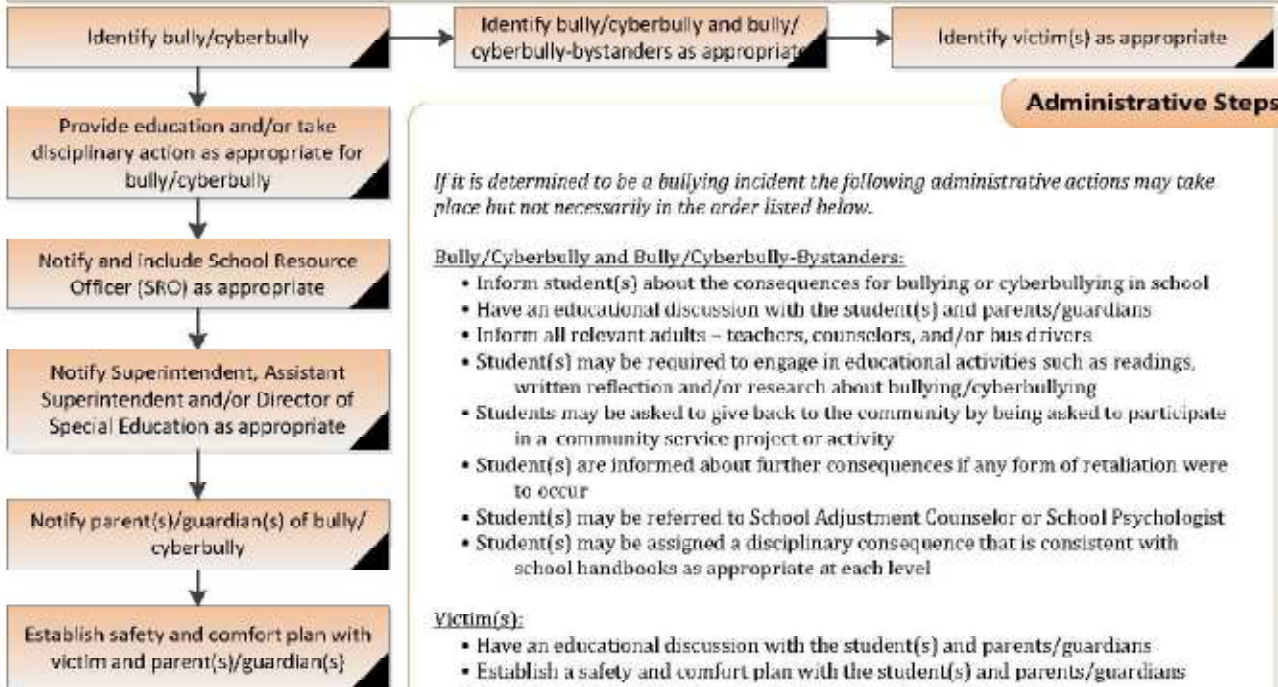 Identify bully/cyberbully
Identify bully/cyberbully and bully/
cyberbully-bystanders as appropriate
Identify victim(s) as appropriate
Provide education and/or take
disciplinary action as appropriate for
bully/cyberbully
Notify and include School Resource
Officer (SRO) as appropriate
Notify Superintendent, Assistant
Superintendent and/or Director of
Special Education as appropriate
Notify parent(s)/guardian(s) of bully/
cyberbully
Establish safety and comfort plan with
victim and parent(s)/guardian(s)
Administrative Steps
If it is determined to be a bullying incident the following administrative actions may take
place but not necessarily in the order listed below.
Bully/Cyberbully and Bully/Cyberbully-Bystanders:
• Inform student(s) about the consequences for bullying or cyberbullying in school
• Have an educational discussion with the student(s) and parents/guardians
• Inform all relevant adults – teachers, counselors, and/or bus drivers
• Student(s) may be required to engage in educational activities such as readings,
written reflection and/or research about bullying/cyberbullying
• Students may be asked to give back to the community by being asked to participate
in a community service project or activity
• Student(s) are informed about further consequences if any form of retaliation were
to occur
• Student(s) may be referred to School Adjustment Counselor or School Psychologist
• Student(s) may be assigned a disciplinary consequence that is consistent with
school handbooks as appropriate at each level
Victim(s):
• Have an educational discussion with the student(s) and parents/guardians
• Establish a safety and comfort plan with the student(s) and parents/guardians